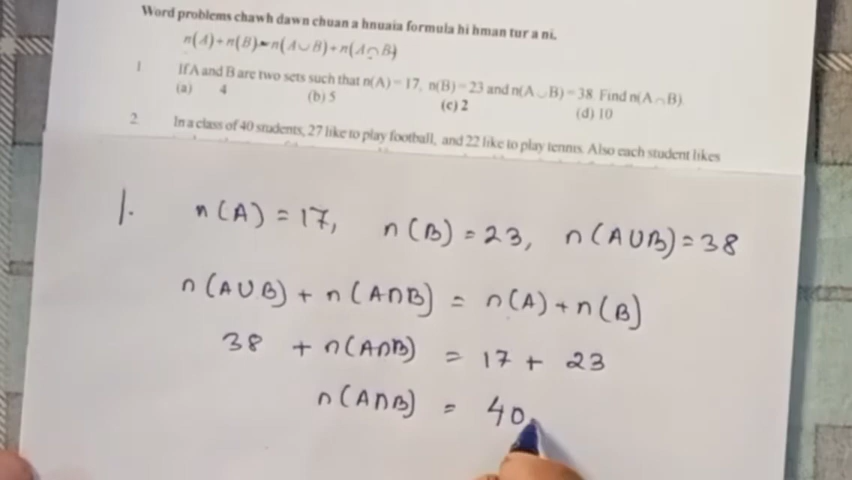 Word problems chawh dawn chuan a hnuaia formula hi hman tur a ni.
n(A)+n(B)=n(A∪B)+n(A∩B)
1 If A and B are two sets such that n(A)=17, n(B)=23 and n(A∪B)=38. Find n(A∩B).
(a) 4 (b) 5 (c) 2 (d) 10
2. In a class of 40 students, 27 like to play football, and 22 like to play tennis. Also each student likes
1. n(A)=17, n(B)=23, n(A∪B)=38
n(A∪B) + n(A∩B) = n(A)+n(B)
38 + n(A∩B) = 17 + 23
n(A∩B) = 40